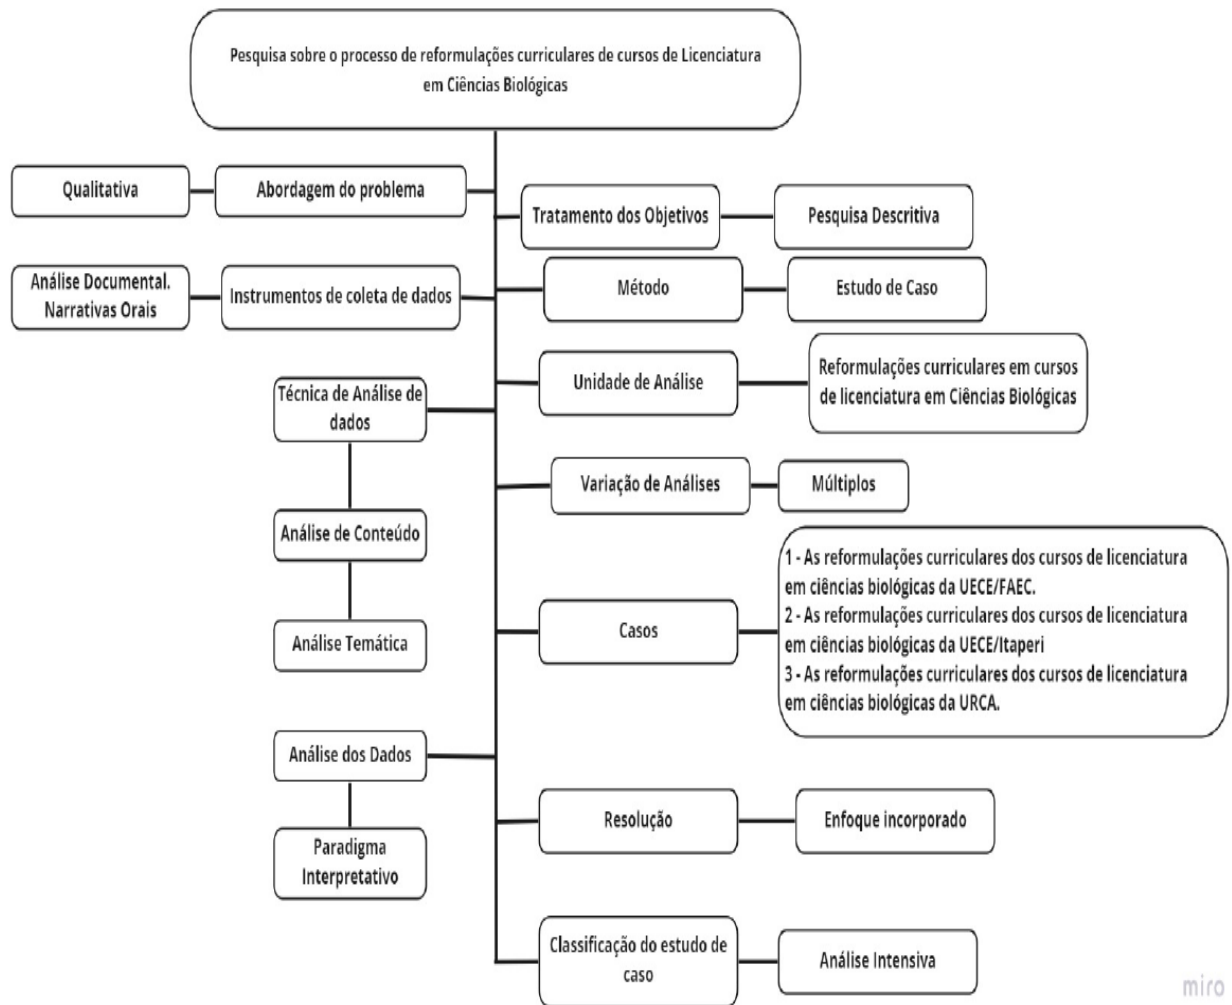 Pesquisa sobre o processo de reformulações curriculares de cursos de Licenciatura
em Ciências Biológicas
Qualitativa
Abordagem do problema
Tratamento dos Objetivos
Pesquisa Descritiva
Análise Documental.
Narrativas Orais
Instrumentos de coleta de dados
Método
Estudo de Caso
Unidade de Análise
Reformulações curriculares em cursos
de licenciatura em Ciências Biológicas
Técnica de Análise de
dados
Variação de Análises
Múltiplos
Análise de Conteúdo
Análise Temática
Casos
1 - As reformulações curriculares dos cursos de licenciatura
em ciências biológicas da UECE/FAEC.
2 - As reformulações curriculares dos cursos de licenciatura
em ciências biológicas da UECE/Itaperi
3 - As reformulações curriculares dos cursos de licenciatura
em ciências biológicas da URCA.
Análise dos Dados
Paradigma
Interpretativo
Resolução
Enfoque incorporado
Classificação do estudo de
caso
Análise Intensiva
miro